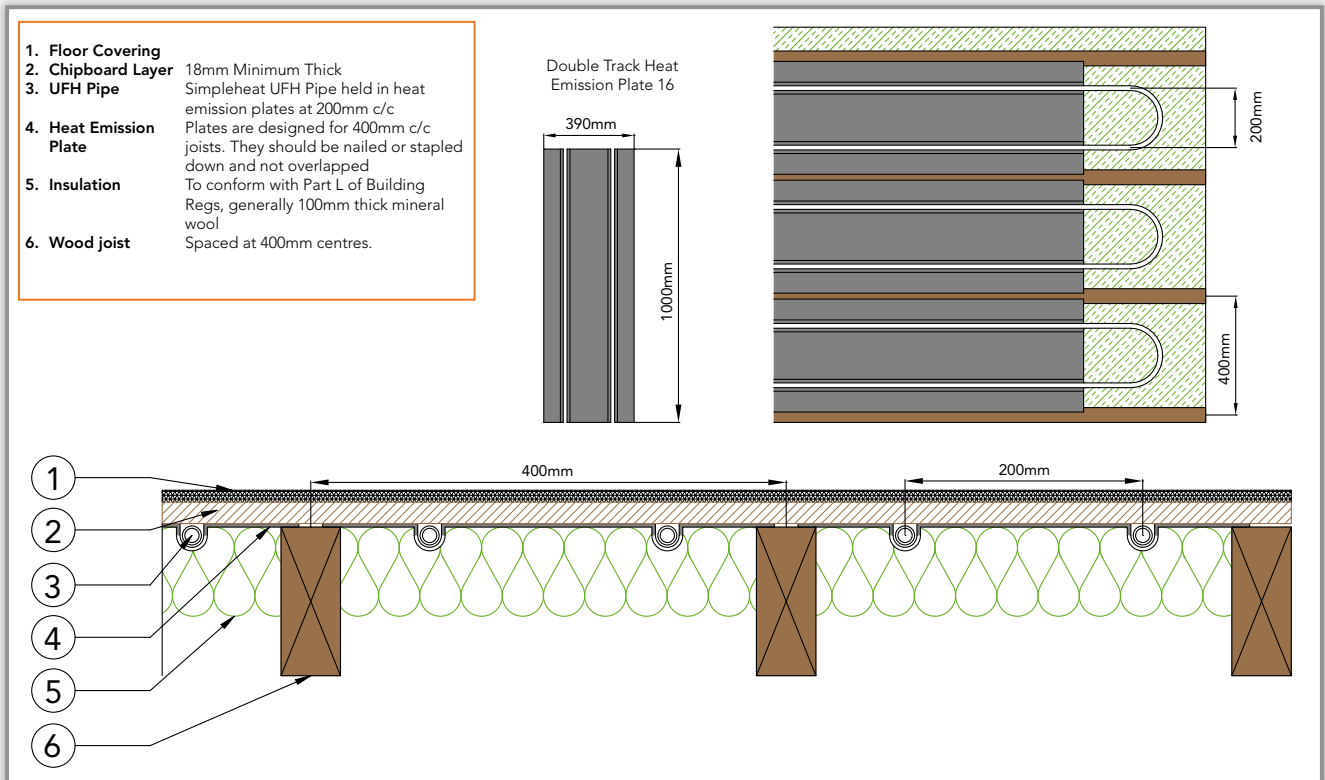 1. Floor Covering
2. Chipboard Layer 18mm Minimum Thick
3. UFH Pipe Simpleheat UFH Pipe held in heat
emission plates at 200mm c/c
4. Heat Emission Plates are designed for 400mm c/c
Plate joists. They should be nailed or stapled
down and not overlapped
5. Insulation To conform with Part L of Building
Regs, generally 100mm thick mineral
wool
6. Wood joist Spaced at 400mm centres.
Double Track Heat
Emission Plate 16
390mm
1000mm
200mm
400mm
400mm
200mm
1
2
3
4
5
6